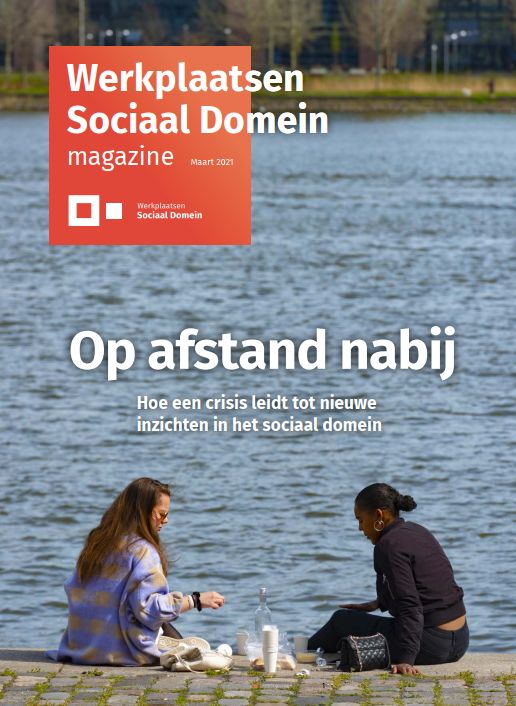 Werkplaatsen
Sociaal Domein
magazine Maart 2021
Werkplaatsen
Sociaal Domein
Op afstand nabij
Hoe een crisis leidt tot nieuwe
inzichten in het sociaal domein